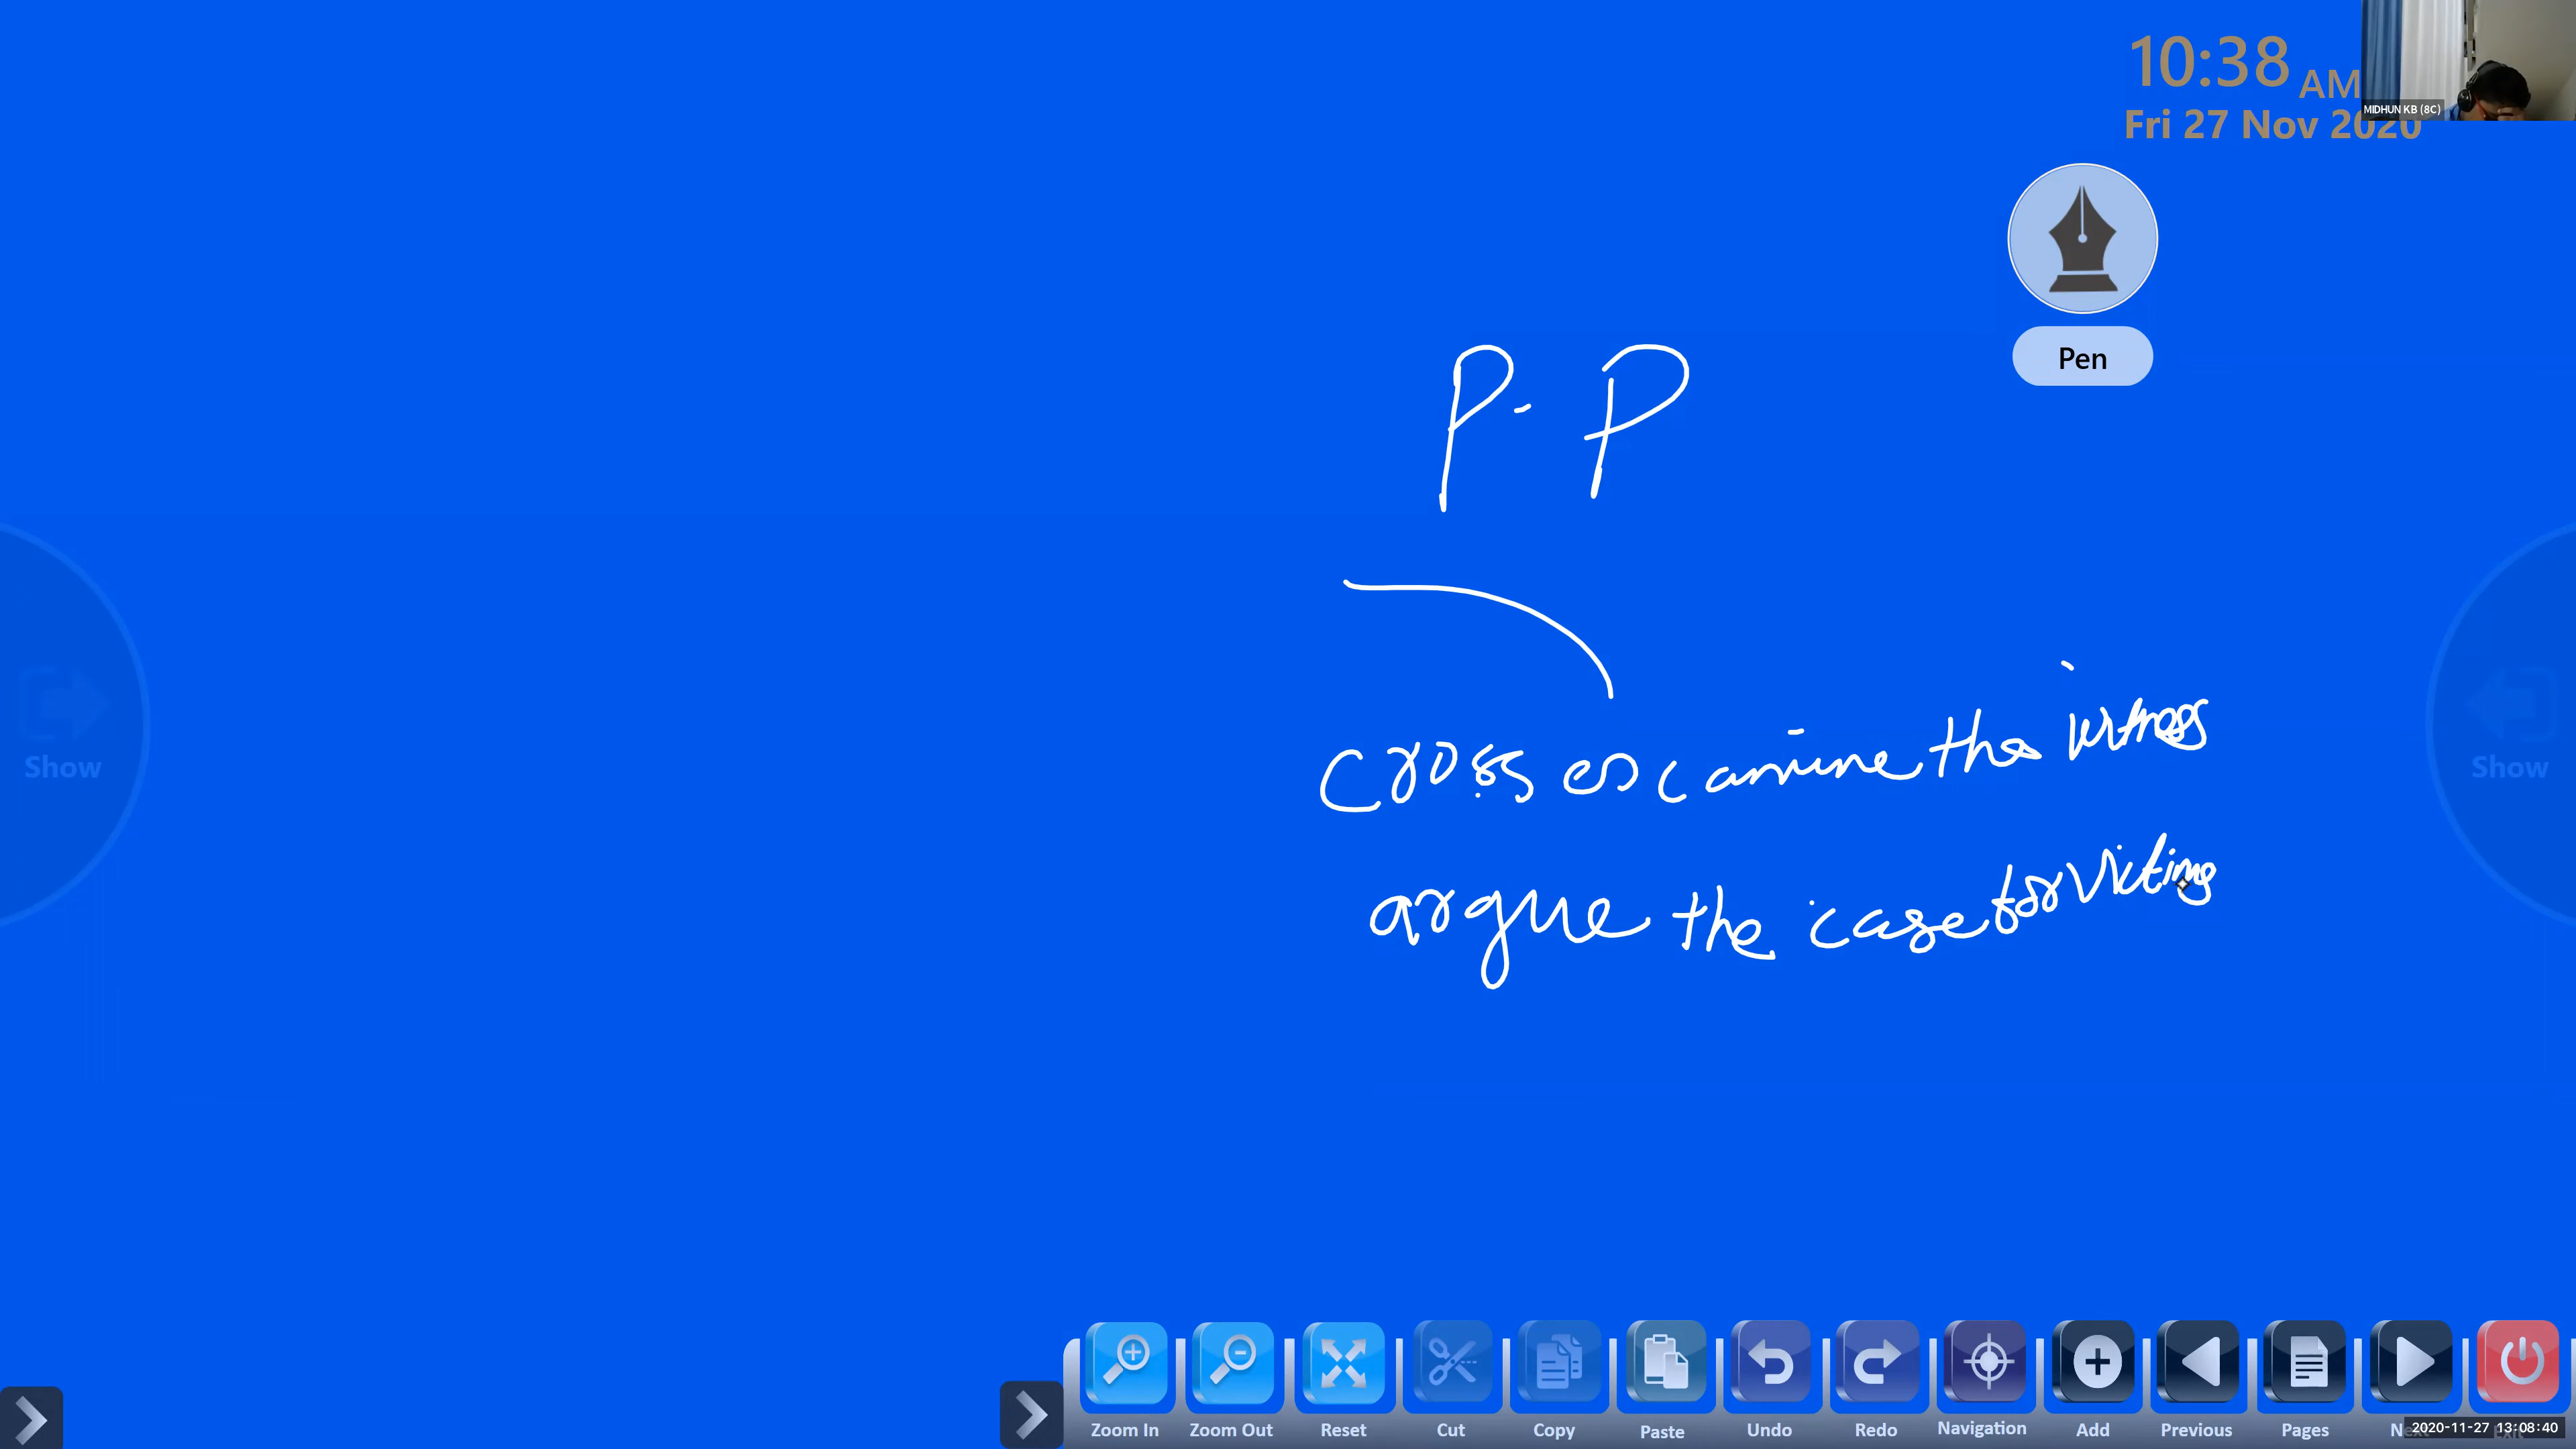 10:38 AM
MIDHUN KB (8C)
Fri 27 Nov 2020
Pen
P. P
Show
Show
cross examine the witness
argue the case for victims
Zoom In Zoom Out Reset Cut Copy Paste Undo Redo Navigation Add Previous Pages
2020-11-27 13:08:40